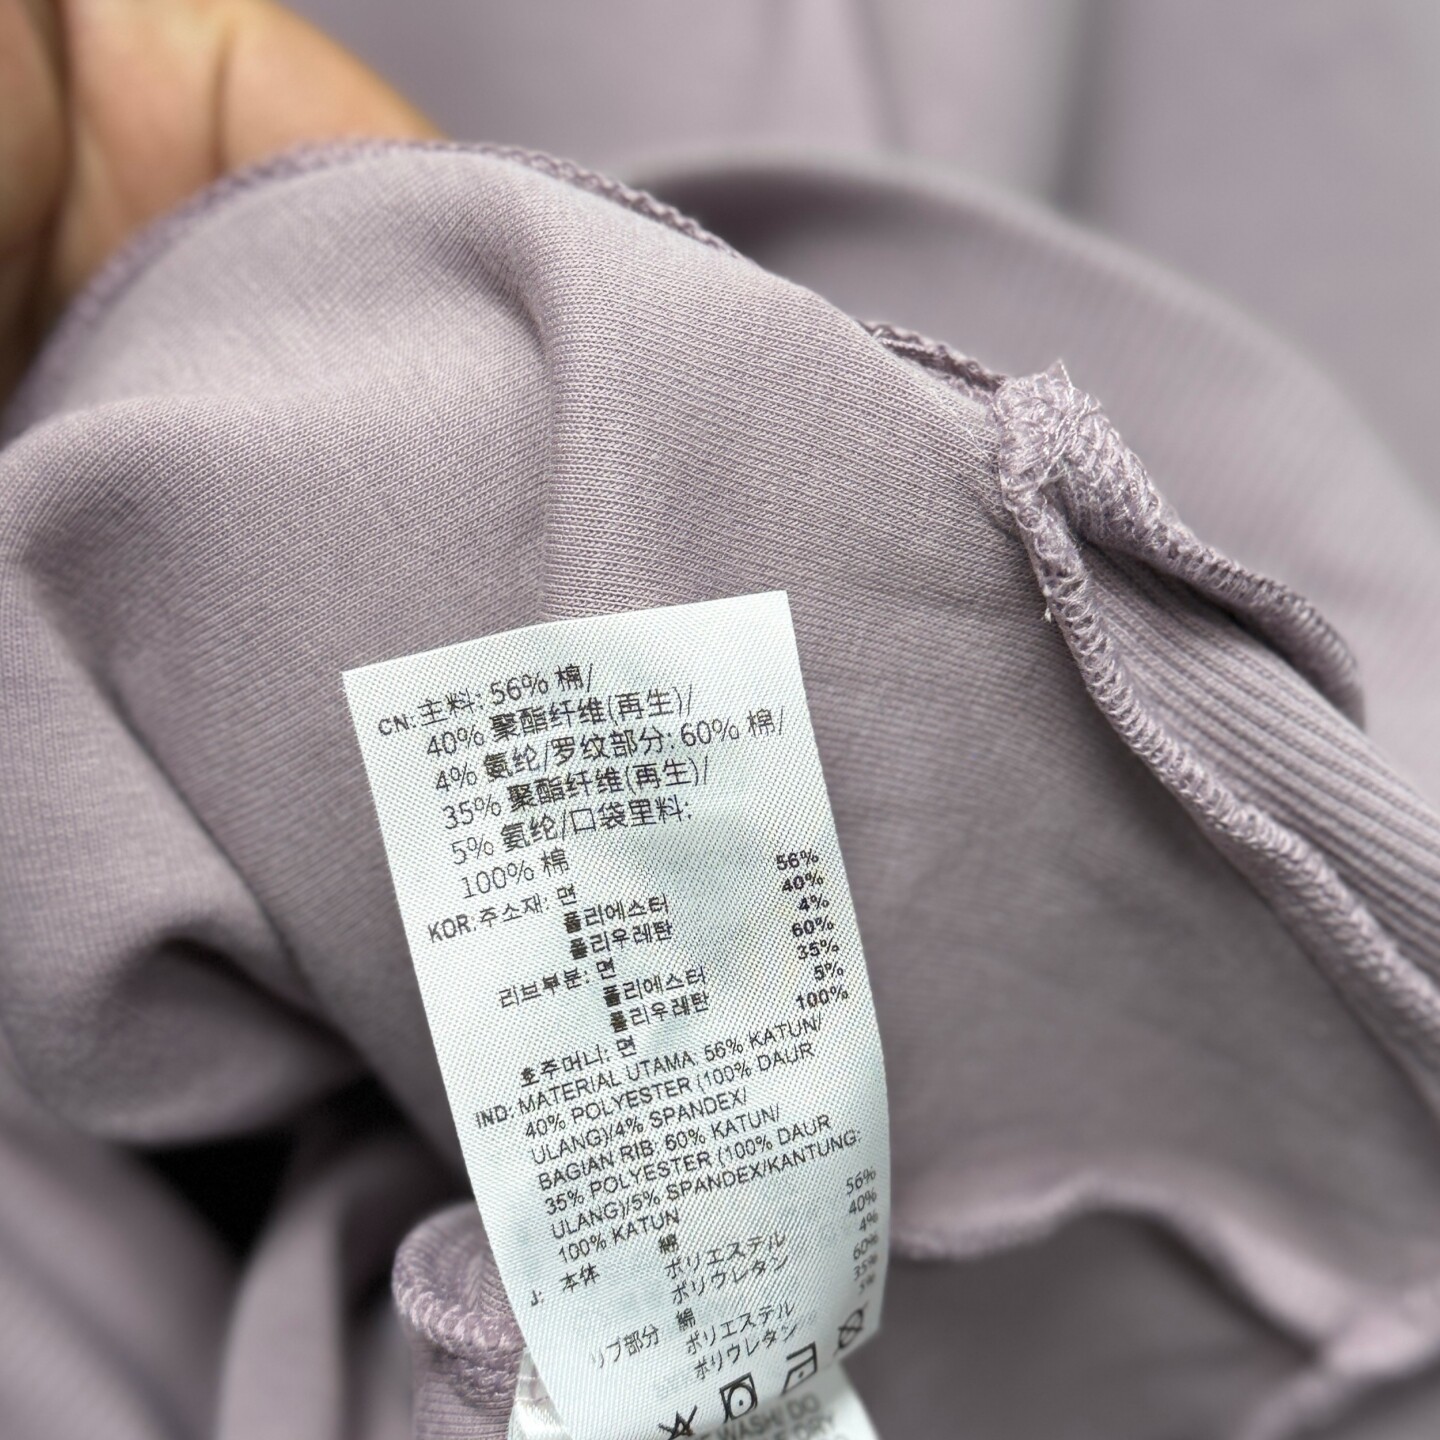 CN: 主料: 56% 棉/
40% 聚酯纤维(再生)/
4% 氨纶/罗纹部分: 60% 棉/
35% 聚酯纤维(再生)/
5% 氨纶/口袋里料:
100% 棉
KOR: 주소재: 면 56%
폴리에스터 40%
폴리우레탄 4%
리브부분: 면 60%
폴리에스터 35%
폴리우레탄 5%
호주머니: 면 100%
IND: MATERIAL UTAMA: 56% KATUN/
40% POLYESTER (100% DAUR
ULANG)/4% SPANDEX/
BAGIAN RIB: 60% KATUN/
35% POLYESTER (100% DAUR
ULANG)/5% SPANDEX/KANTUNG:
100% KATUN
J: 本体 綿 56%
ポリエステル 40%
ポリウレタン 4%
リブ部分 綿 60%
ポリエステル 35%
ポリウレタン 5%
WASH/ DO
DRY